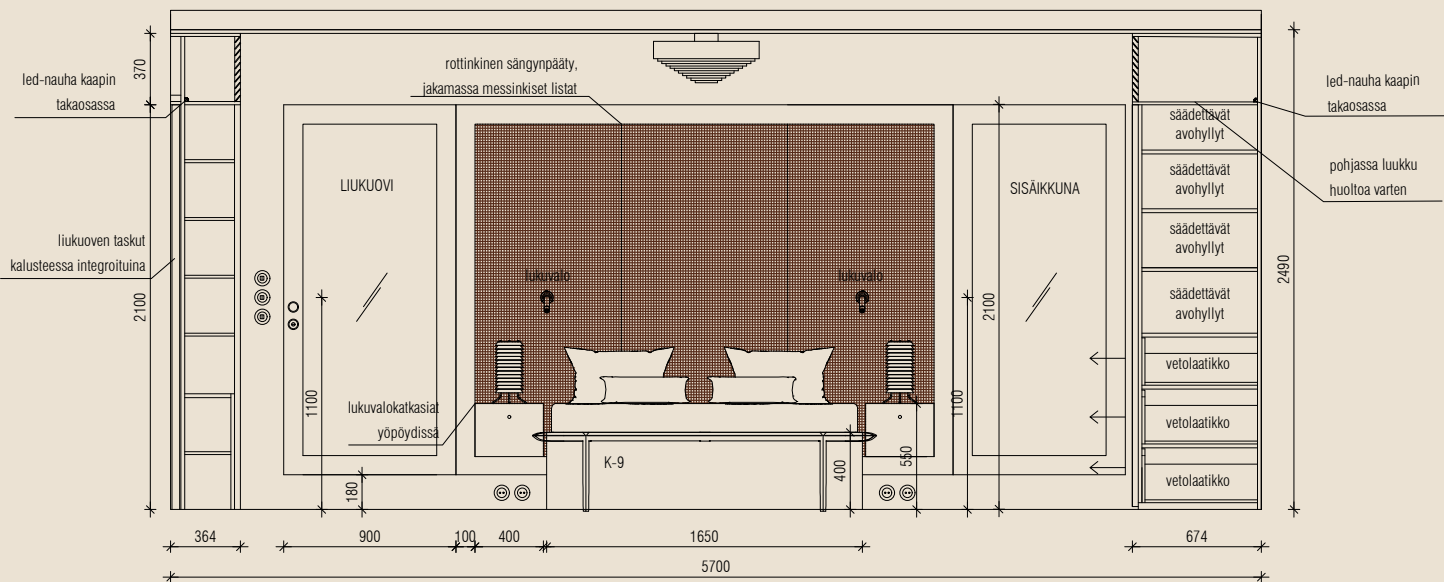 led-nauha kaapin
takaosassa
370
rottinkinen sängynpääty,
jakamassa messinkiset listat
led-nauha kaapin
takaosassa
pohjassa luukku
huoltoa varten
säädettävät
avohyllyt
säädettävät
avohyllyt
säädettävät
avohyllyt
säädettävät
avohyllyt
vetolaatikko
vetolaatikko
vetolaatikko
LIUKUOVI
SISÄIKKUNA
liukuoven taskut
kalusteessa integroituina
2100
lukuvalo
lukuvalo
2100
2490
1100
lukuvalokatkasiat
yöpöydissä
1100
180
K-9
400
550
364
900
100
400
1650
674
5700